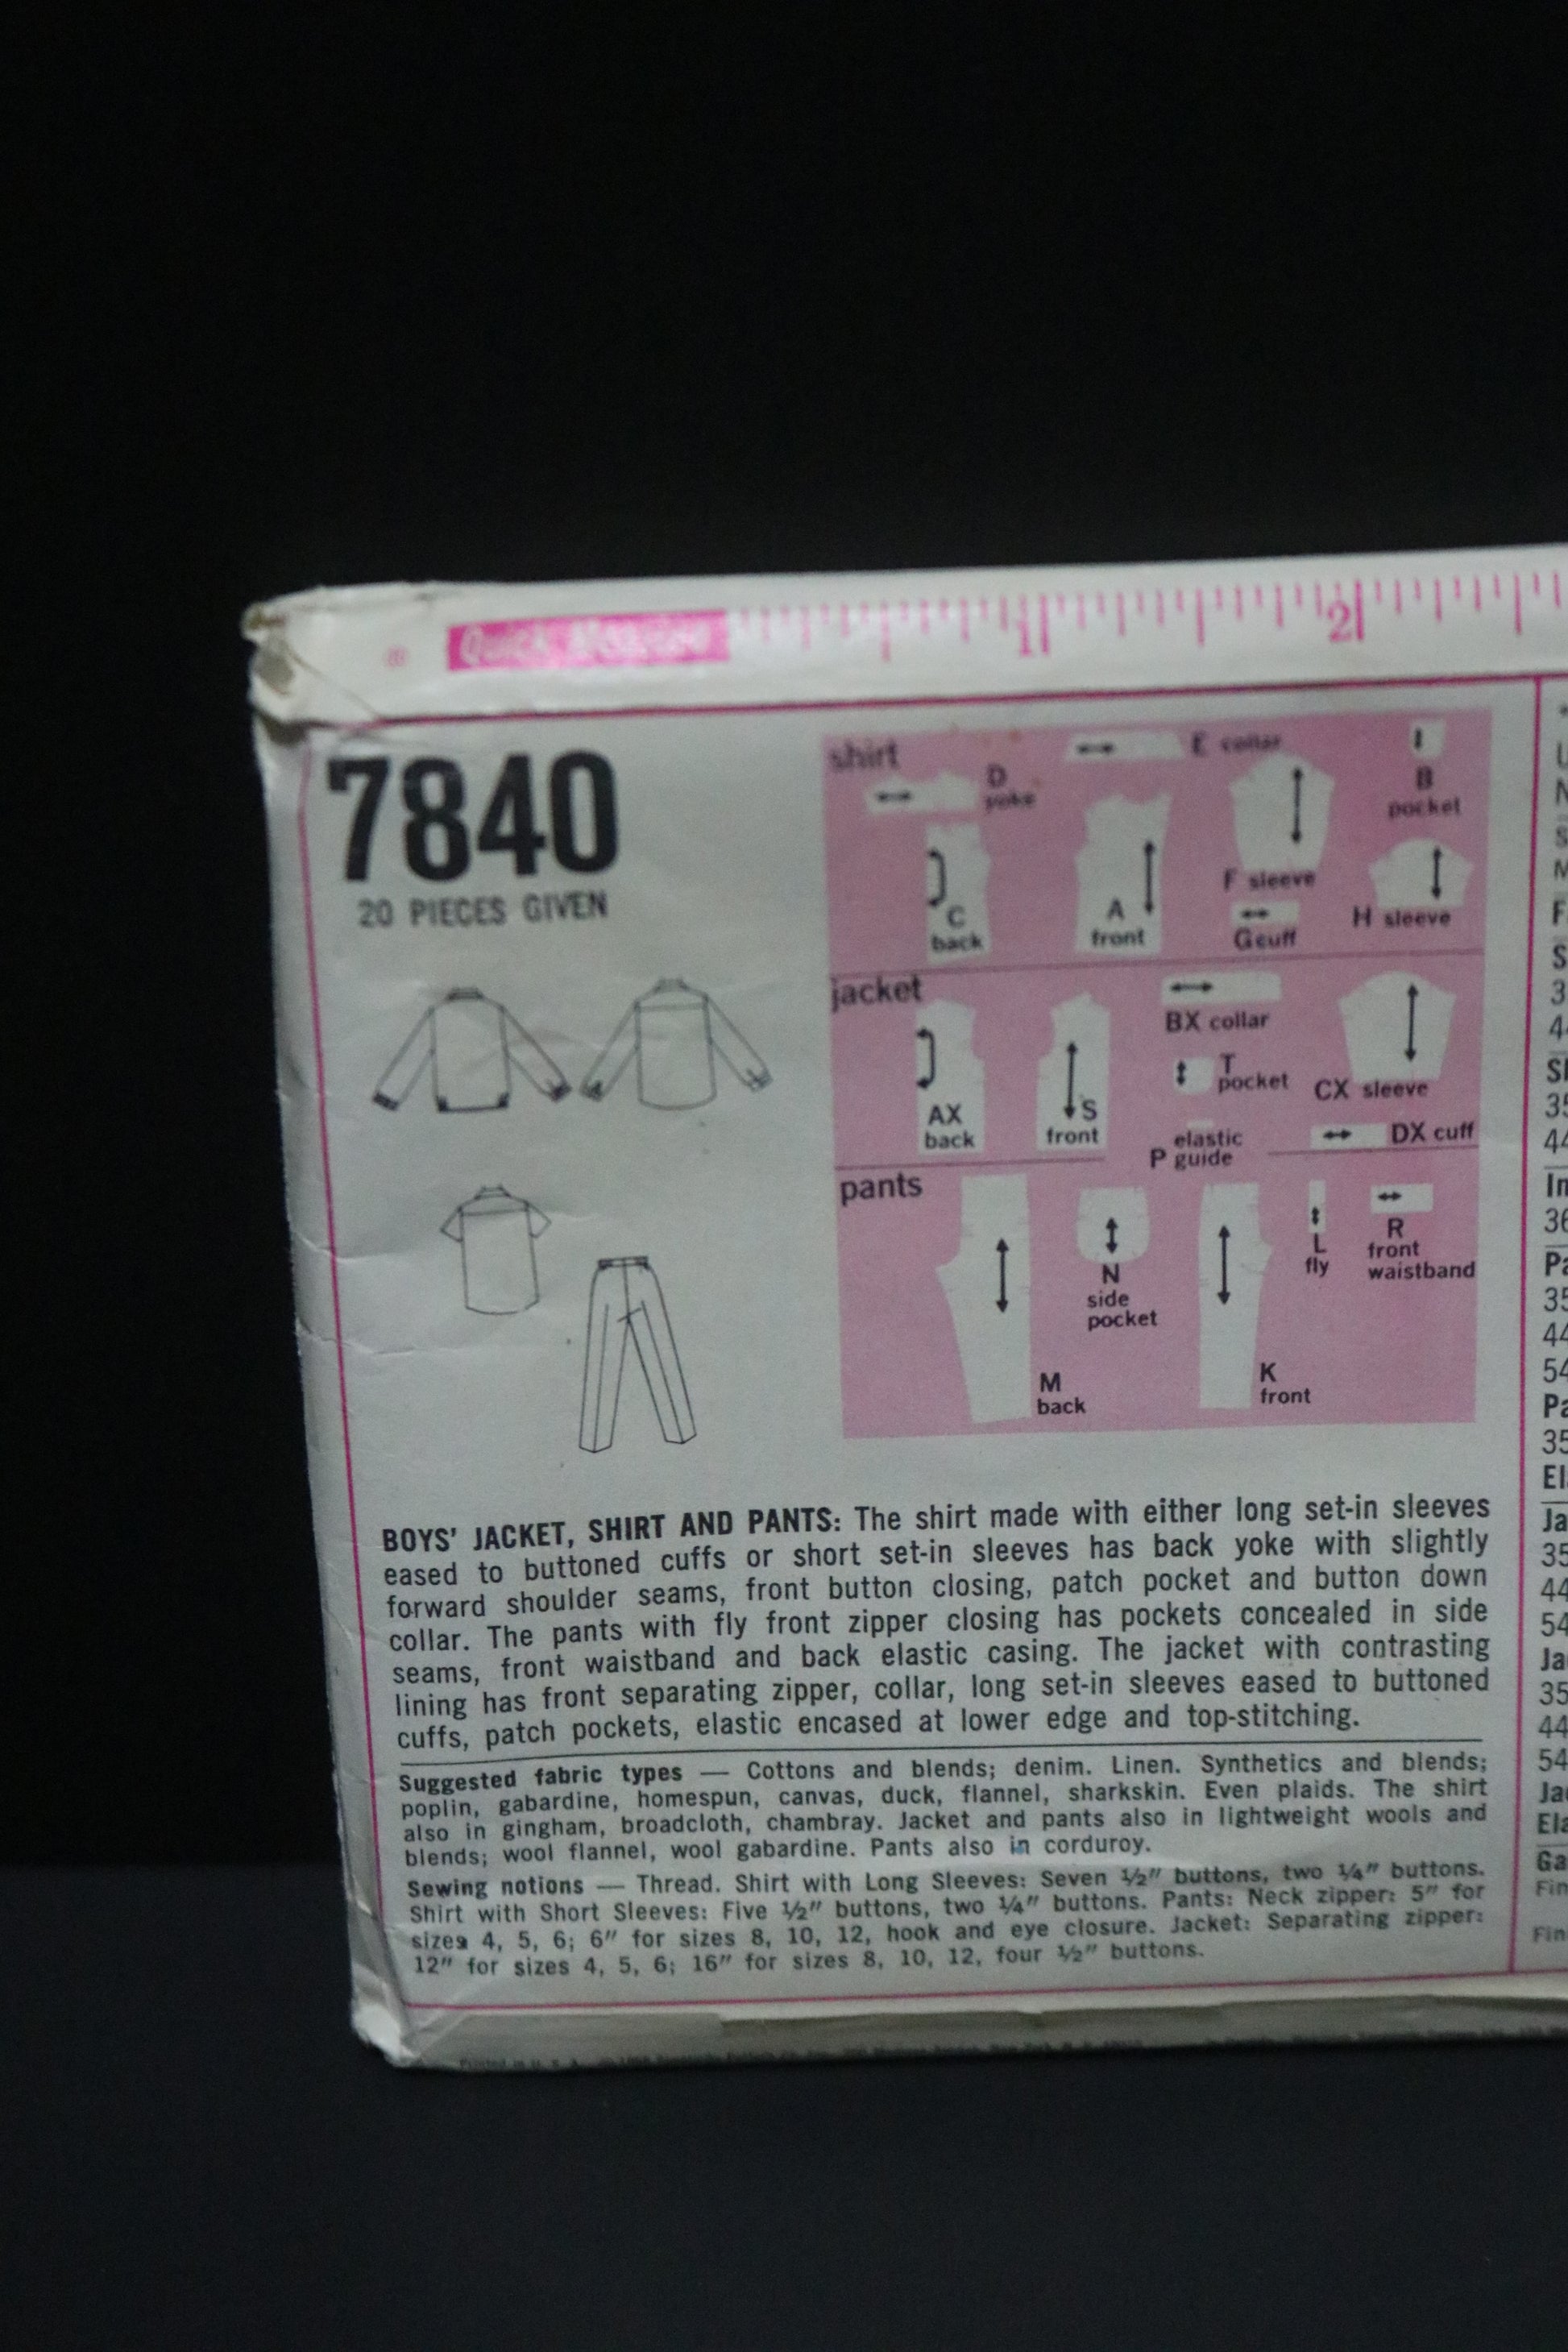 Quick Measure
1 2
7840
20 PIECES GIVEN
shirt
D
yoke
E collar
B
pocket
C
back
A
front
F sleeve
G cuff
H sleeve
jacket
BX collar
T
pocket
CX sleeve
AX
back
S
front
elastic
P guide
DX cuff
pants
N
side
pocket
L
fly
R
front
waistband
M
back
K
front
BOYS' JACKET, SHIRT AND PANTS: The shirt made with either long set-in sleeves
eased to buttoned cuffs or short set-in sleeves has back yoke with slightly
forward shoulder seams, front button closing, patch pocket and button down
collar. The pants with fly front zipper closing has pockets concealed in side
seams, front waistband and back elastic casing. The jacket with contrasting
lining has front separating zipper, collar, long set-in sleeves eased to buttoned
cuffs, patch pockets, elastic encased at lower edge and top-stitching.
Suggested fabric types — Cottons and blends; denim. Linen. Synthetics and blends;
poplin, gabardine, homespun, canvas, duck, flannel, sharkskin. Even plaids. The shirt
also in gingham, broadcloth, chambray. Jacket and pants also in lightweight wools and
blends; wool flannel, wool gabardine. Pants also in corduroy.
Sewing notions — Thread. Shirt with Long Sleeves: Seven ½" buttons, two ¼" buttons.
Shirt with Short Sleeves: Five ½" buttons, two ¼" buttons. Pants: Neck zipper: 5" for
sizes 4, 5, 6; 6" for sizes 8, 10, 12, hook and eye closure. Jacket: Separating zipper:
12" for sizes 4, 5, 6; 16" for sizes 8, 10, 12, four ½" buttons.
Printed in U. S. A.